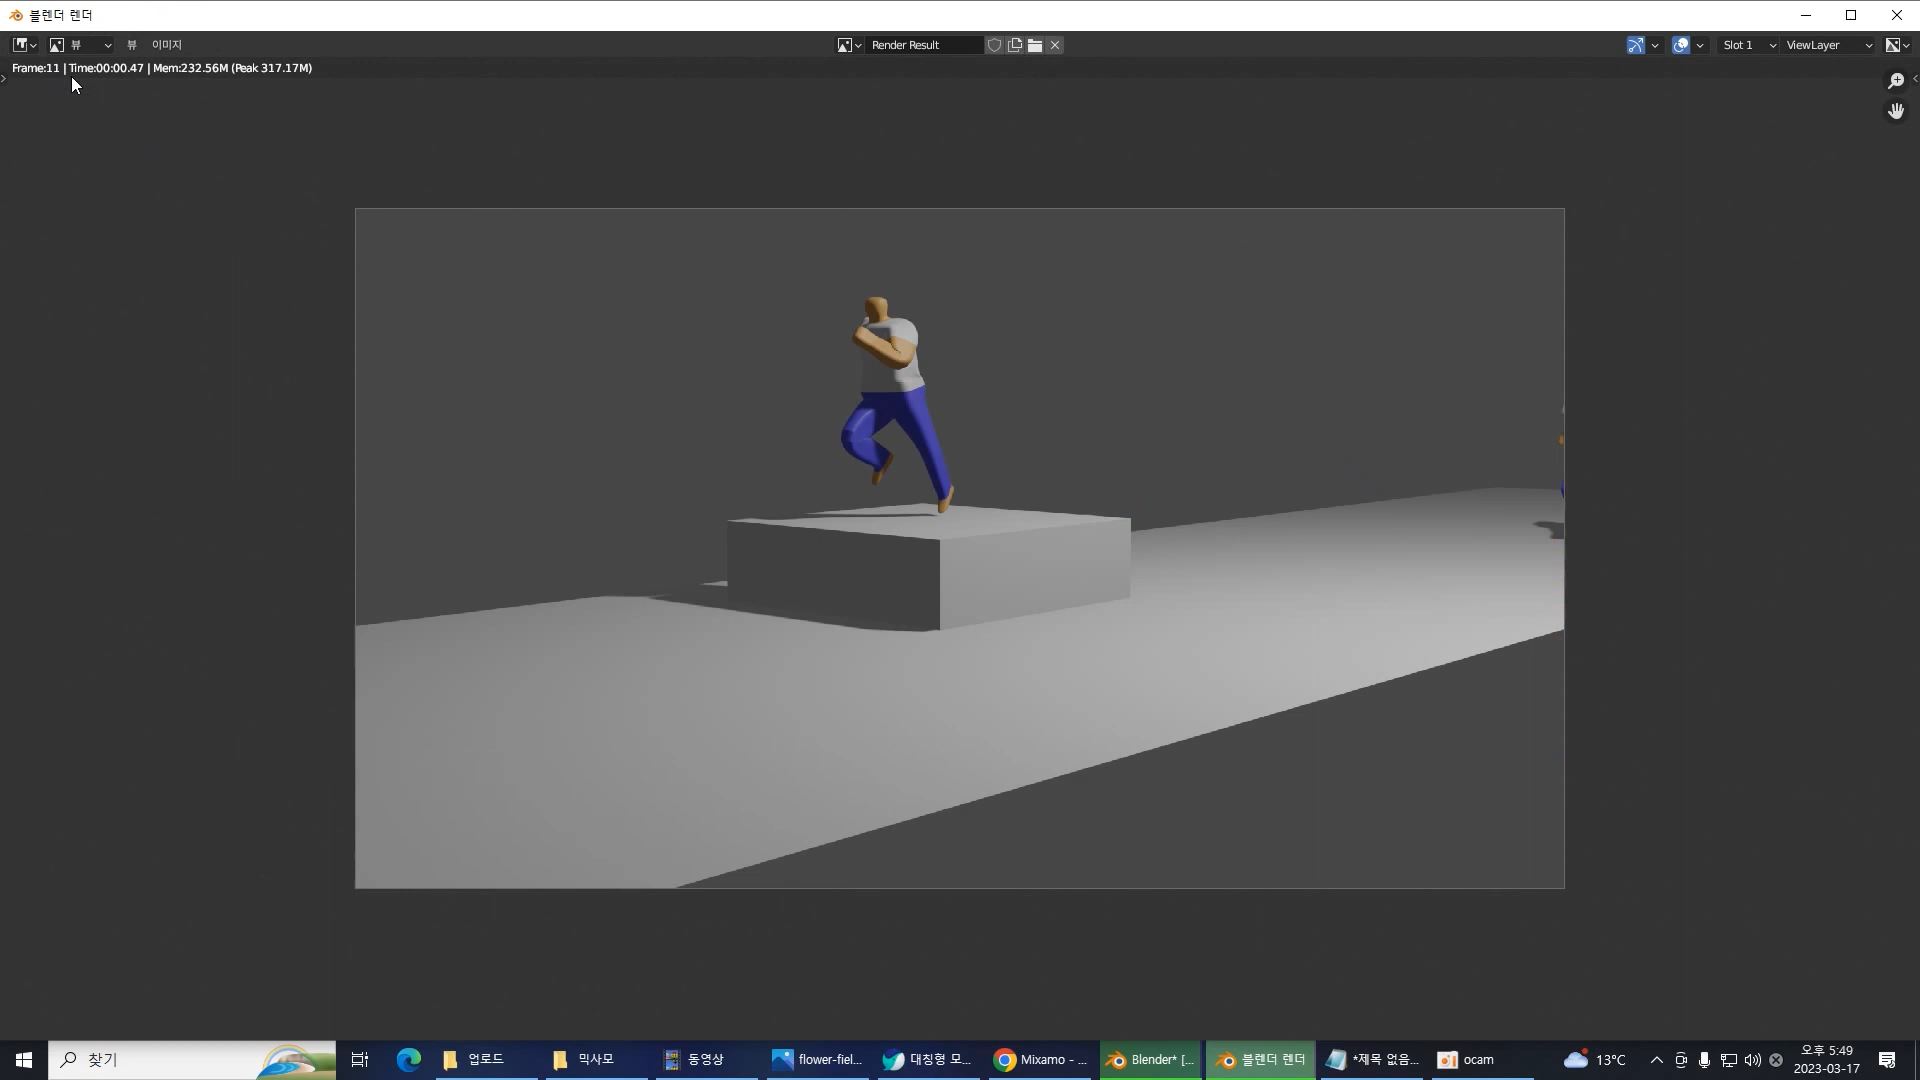 블렌더 렌더
뷰 뷰 이미지 Render Result Slot 1 ViewLayer
Frame:11 | Time:00:00.47 | Mem:232.56M (Peak 317.17M)
찾기 업로드 믹사모 동영상 flower-fiel... 대칭형 모... Mixamo - ... Blender* [... 블렌더 렌더 *제목 없음... ocam 13°C 오후 5:49
2023-03-17